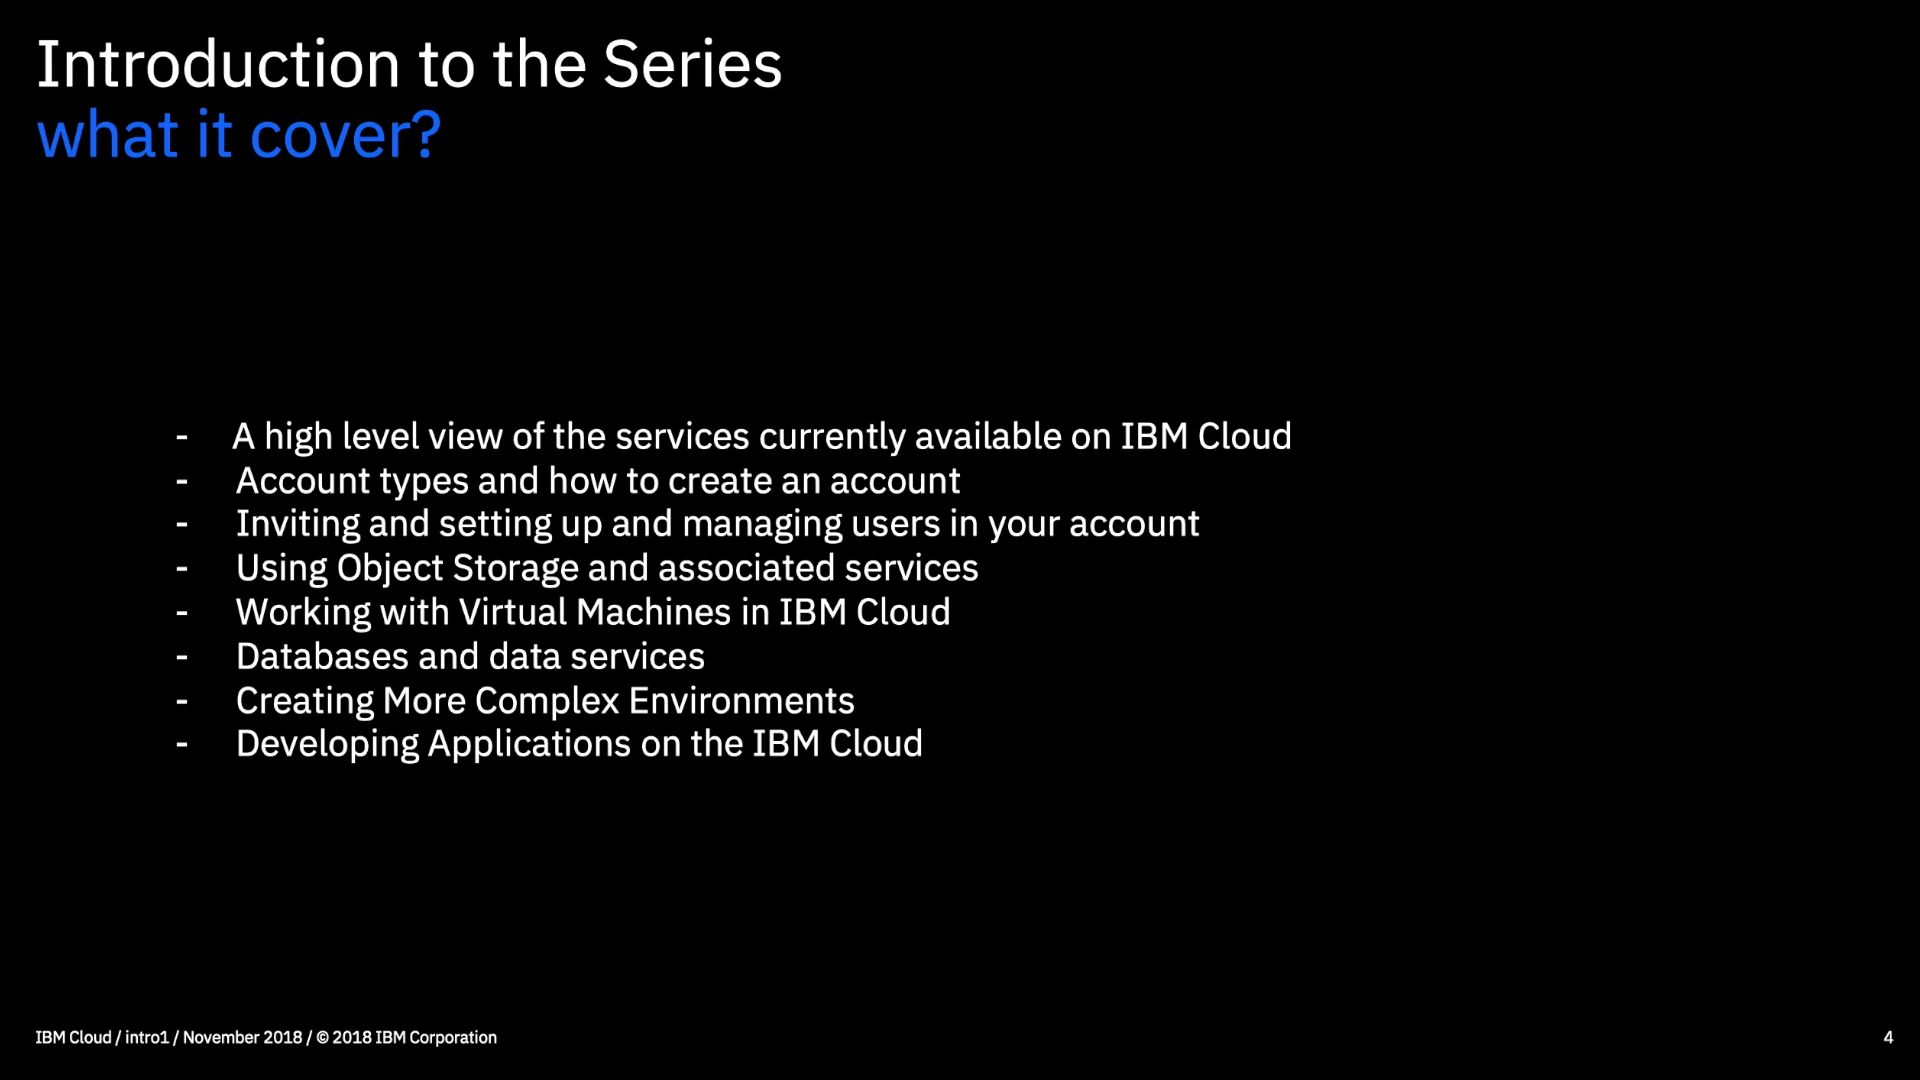 Introduction to the Series
what it cover?
- A high level view of the services currently available on IBM Cloud
- Account types and how to create an account
- Inviting and setting up and managing users in your account
- Using Object Storage and associated services
- Working with Virtual Machines in IBM Cloud
- Databases and data services
- Creating More Complex Environments
- Developing Applications on the IBM Cloud
IBM Cloud / intro1 / November 2018 / © 2018 IBM Corporation
4